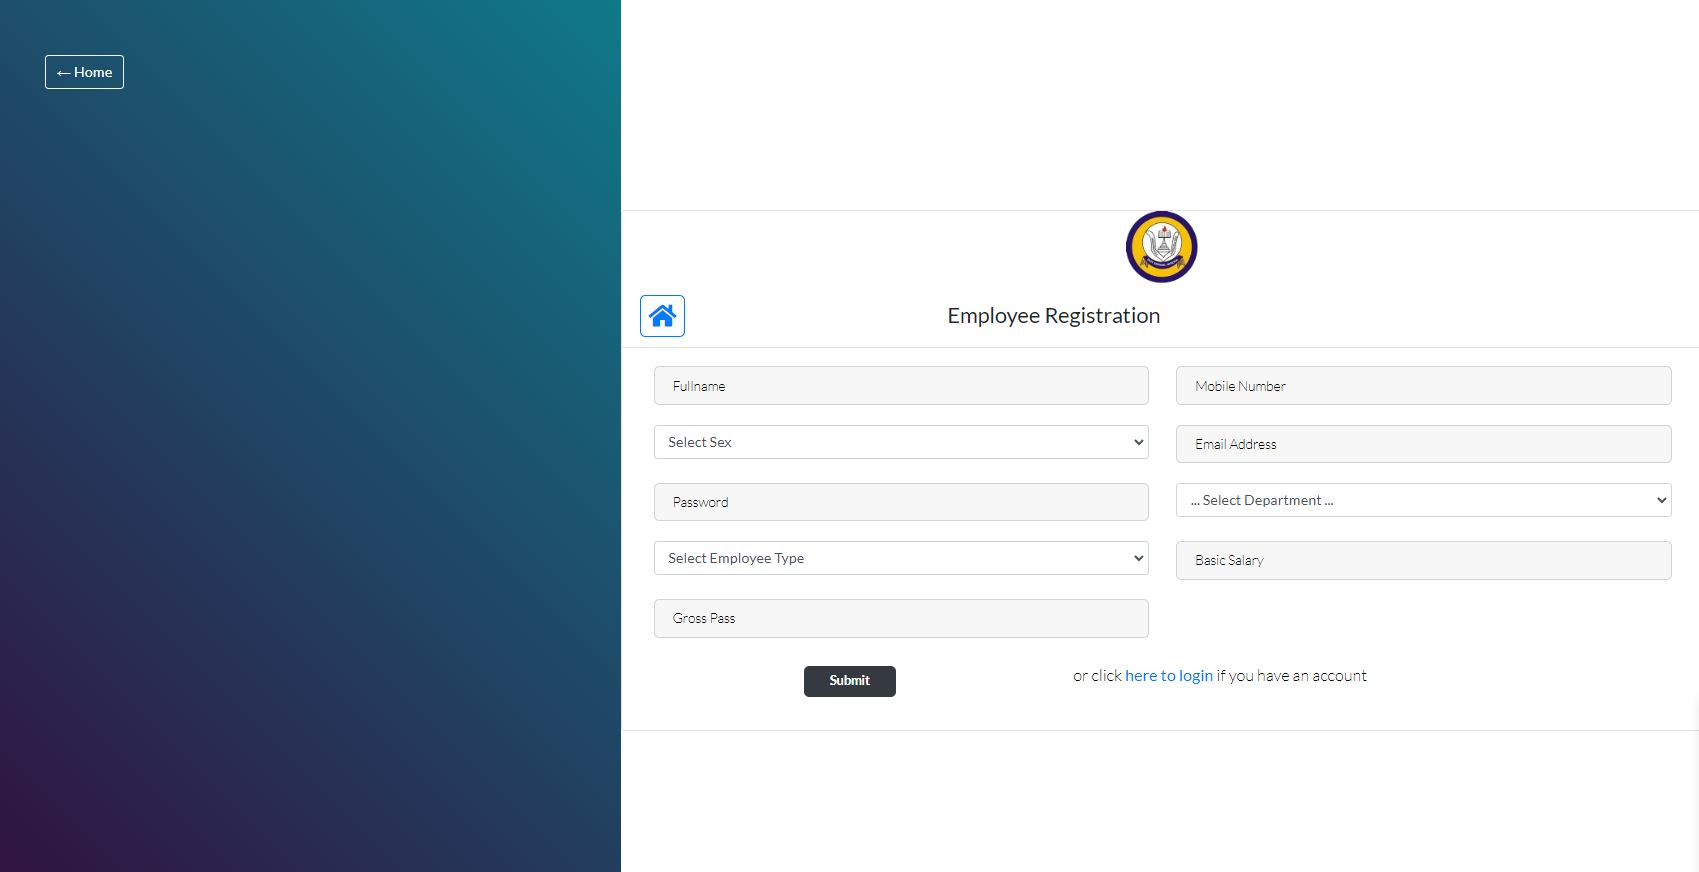 ← Home
Employee Registration
Fullname
Mobile Number
Select Sex
Email Address
Password
... Select Department ...
Select Employee Type
Basic Salary
Gross Pass
Submit
or click here to login if you have an account